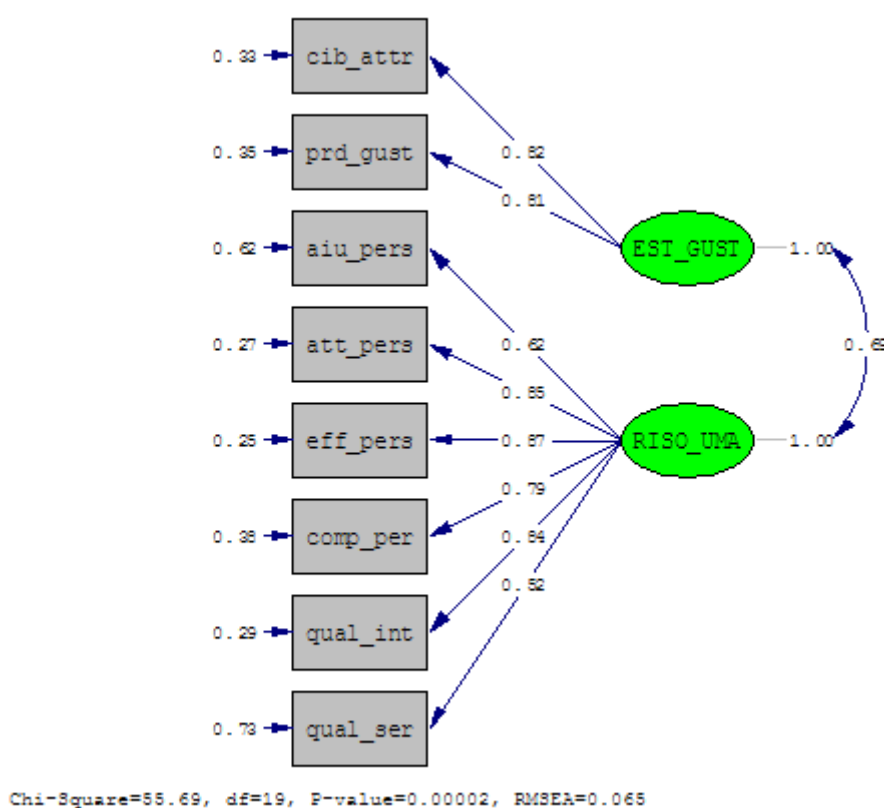 0.33 cib_attr
0.35 prd_gust 0.82
0.81
0.62 aiu_pers EST_GUST 1.00
0.27 att_pers 0.62
0.85
0.25 eff_pers 0.87 RISO_UMA 1.00
0.79
0.38 comp_per 0.84
0.52
0.29 qual_int
0.73 qual_ser
Chi-Square=55.69, df=19, P-value=0.00002, RMSEA=0.065